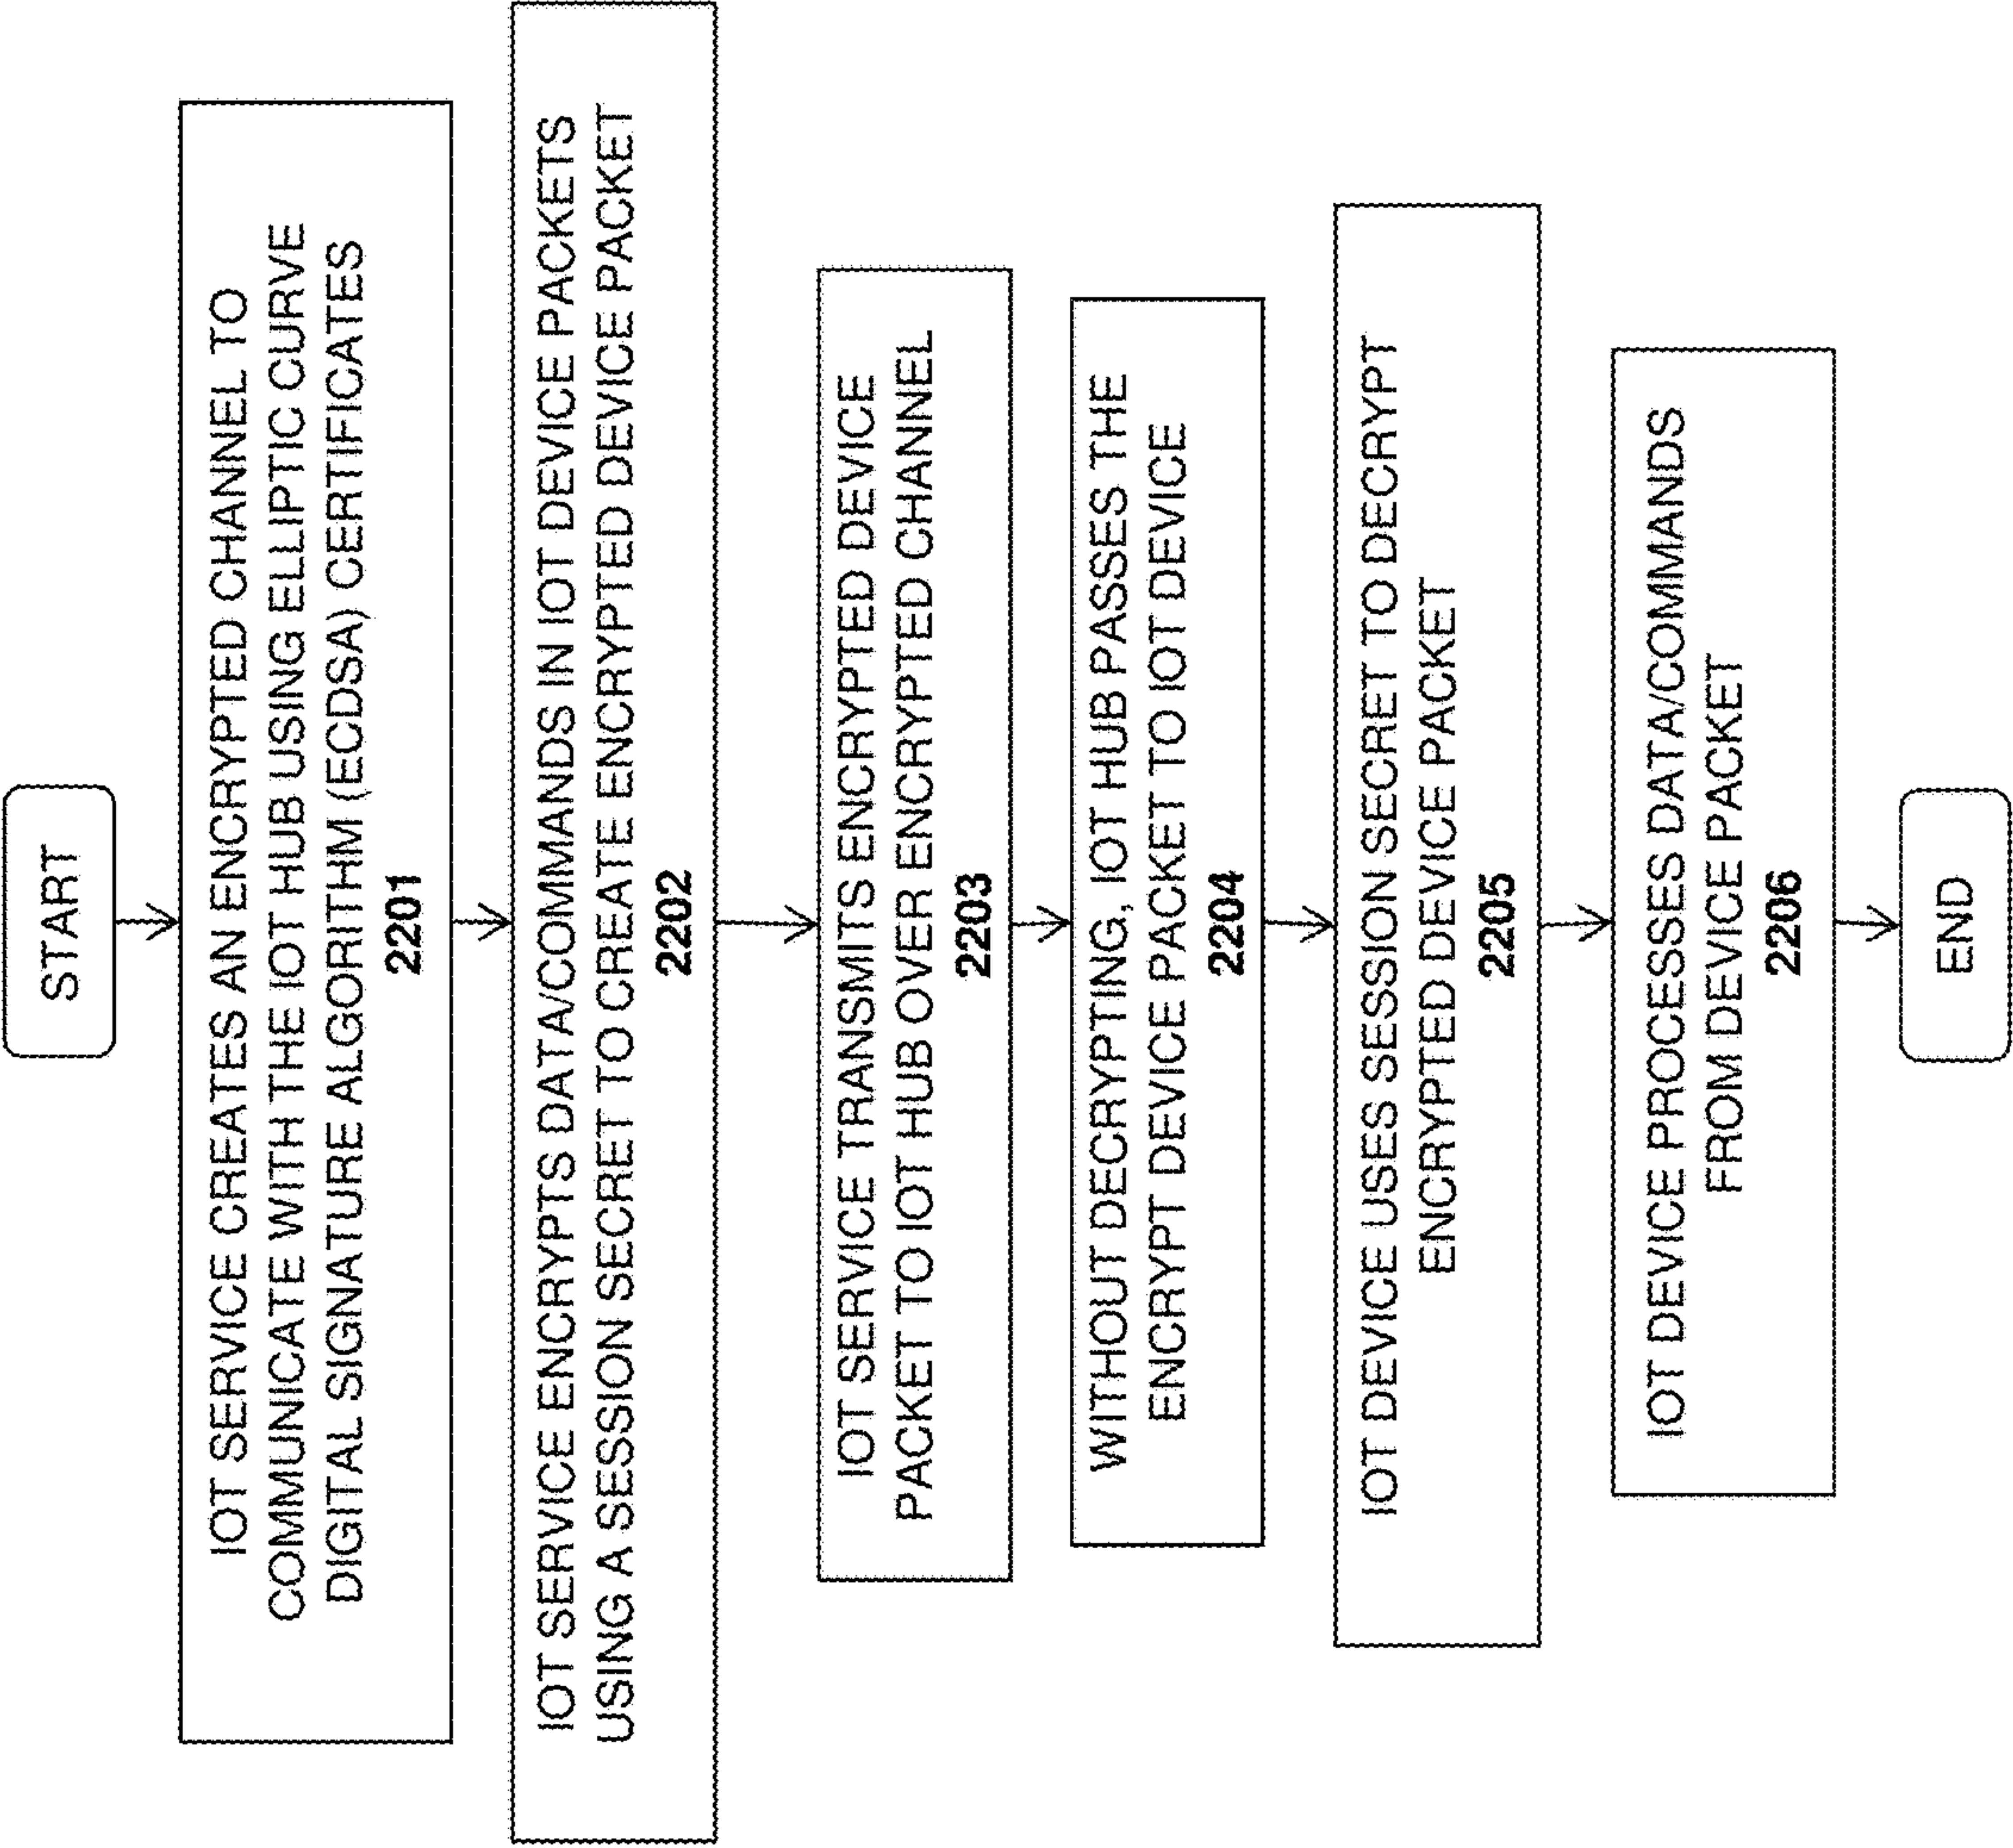 START
IOT SERVICE CREATES AN ENCRYPTED CHANNEL TO
COMMUNICATE WITH THE IOT HUB USING ELLIPTIC CURVE
DIGITAL SIGNATURE ALGORITHM (ECDSA) CERTIFICATES
2201
IOT SERVICE ENCRYPTS DATA/COMMANDS IN IOT DEVICE PACKETS
USING A SESSION SECRET TO CREATE ENCRYPTED DEVICE PACKET
2202
IOT SERVICE TRANSMITS ENCRYPTED DEVICE
PACKET TO IOT HUB OVER ENCRYPTED CHANNEL
2203
WITHOUT DECRYPTING, IOT HUB PASSES THE
ENCRYPT DEVICE PACKET TO IOT DEVICE
2204
IOT DEVICE USES SESSION SECRET TO DECRYPT
ENCRYPTED DEVICE PACKET
2205
IOT DEVICE PROCESSES DATA/COMMANDS
FROM DEVICE PACKET
2206
END